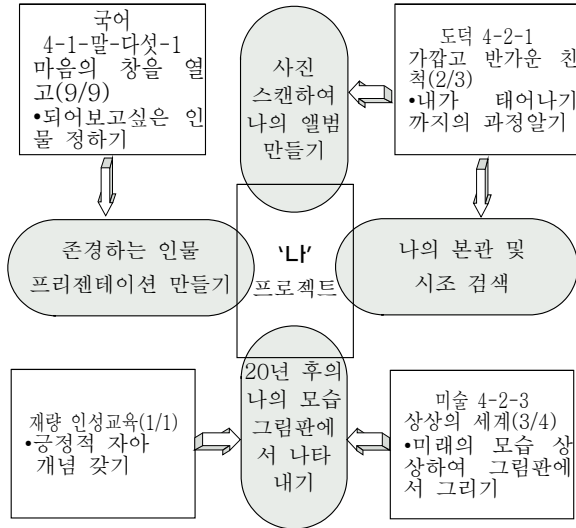 국어
4-1-말-다섯-1
마음의 창을 열
고(9/9)
•되어보고싶은 인
물 정하기
사진
스캔하여
나의 앨범
만들기
도덕 4-2-1
가깝고 반가운 친
척(2/3)
•내가 태어나기
까지의 과정알기
존경하는 인물
프리젠테이션 만들기
'나'
프로젝트
나의 본관 및
시조 검색
재량 인성교육(1/1)
•긍정적 자아
개념 갖기
20년 후의
나의 모습
그림판에
서 나타
내기
미술 4-2-3
상상의 세계(3/4)
•미래의 모습 상
상하여 그림판에
서 그리기